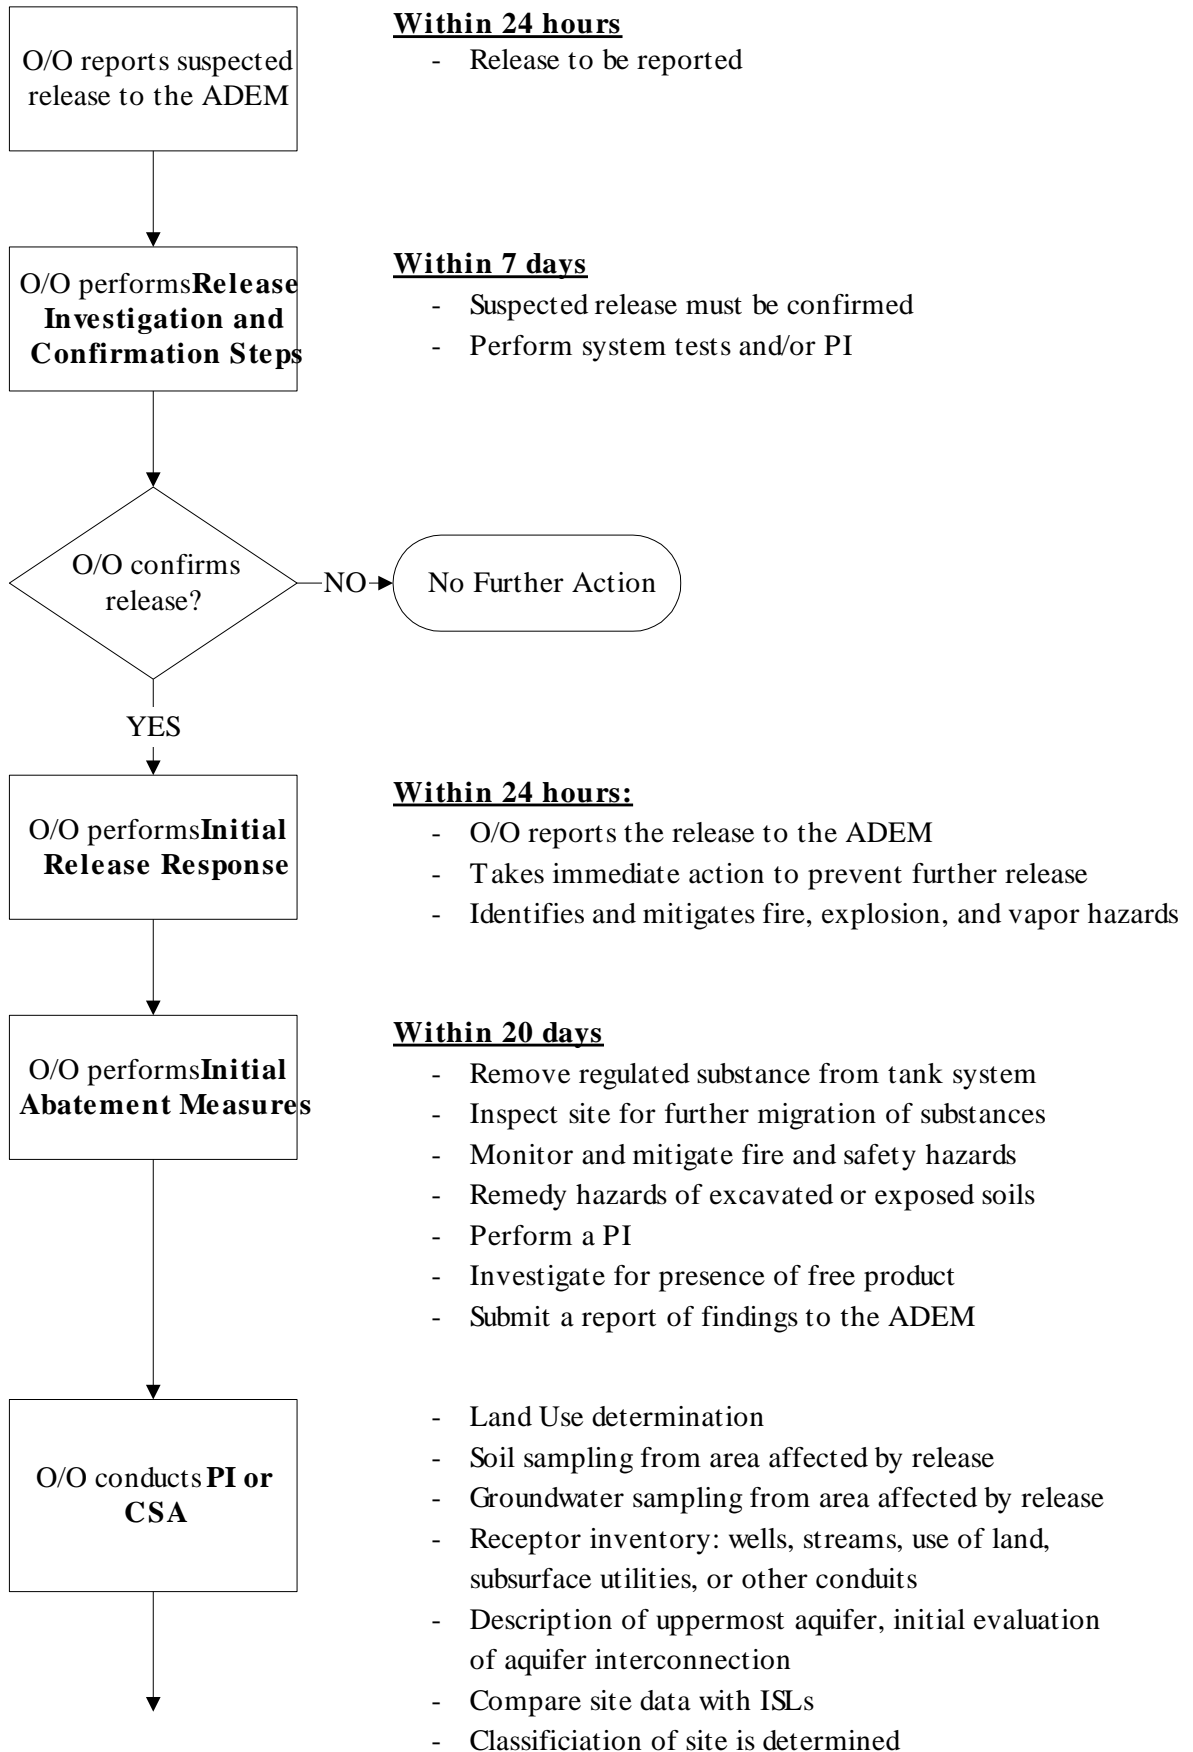 O/O reports suspected
release to the ADEM
Within 24 hours
- Release to be reported
O/O performsRelease
Investigation and
Confirmation Steps
Within 7 days
- Suspected release must be confirmed
- Perform system tests and/or PI
O/O confirms
release?
NO
No Further Action
YES
O/O performsInitial
Release Response
Within 24 hours:
- O/O reports the release to the ADEM
- Takes immediate action to prevent further release
- Identifies and mitigates fire, explosion, and vapor hazards
O/O performsInitial
Abatement Measures
Within 20 days
- Remove regulated substance from tank system
- Inspect site for further migration of substances
- Monitor and mitigate fire and safety hazards
- Remedy hazards of excavated or exposed soils
- Perform a PI
- Investigate for presence of free product
- Submit a report of findings to the ADEM
O/O conducts PI or
CSA
- Land Use determination
- Soil sampling from area affected by release
- Groundwater sampling from area affected by release
- Receptor inventory: wells, streams, use of land,
subsurface utilities, or other conduits
- Description of uppermost aquifer, initial evaluation
of aquifer interconnection
- Compare site data with ISLs
- Classificiation of site is determined